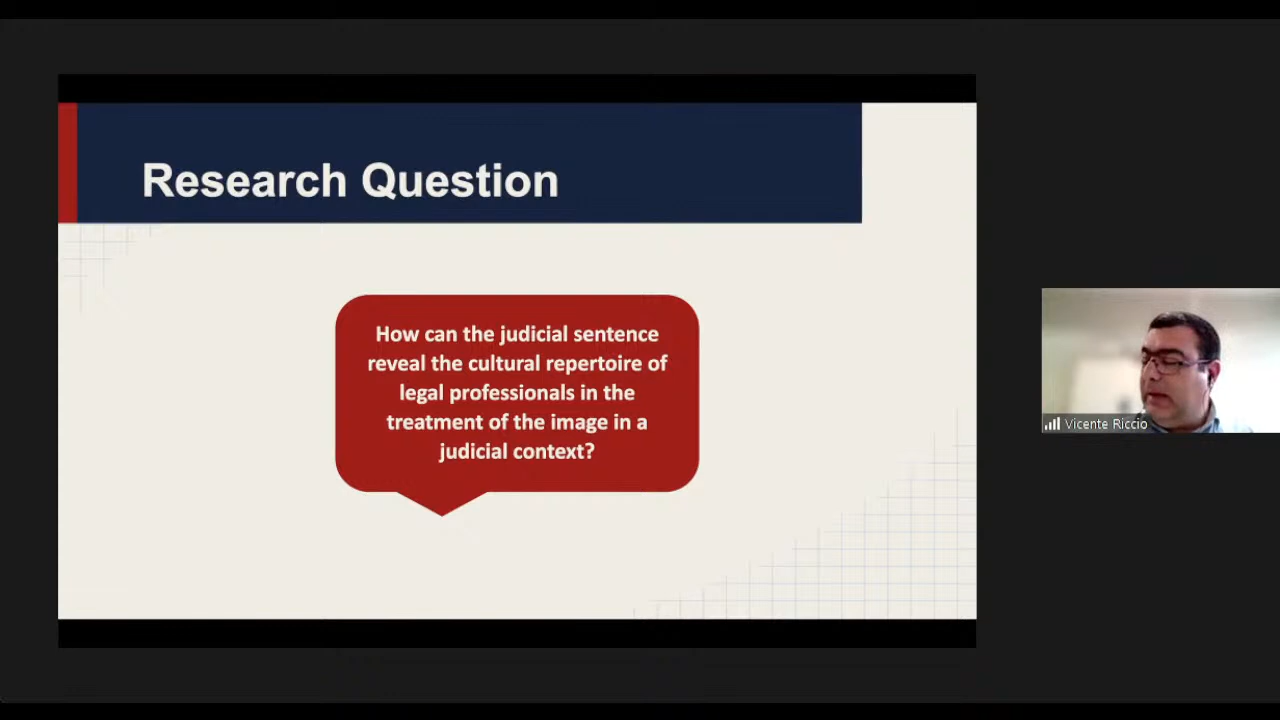 Research Question
How can the judicial sentence
reveal the cultural repertoire of
legal professionals in the
treatment of the image in a
judicial context?
Vicente Riccio